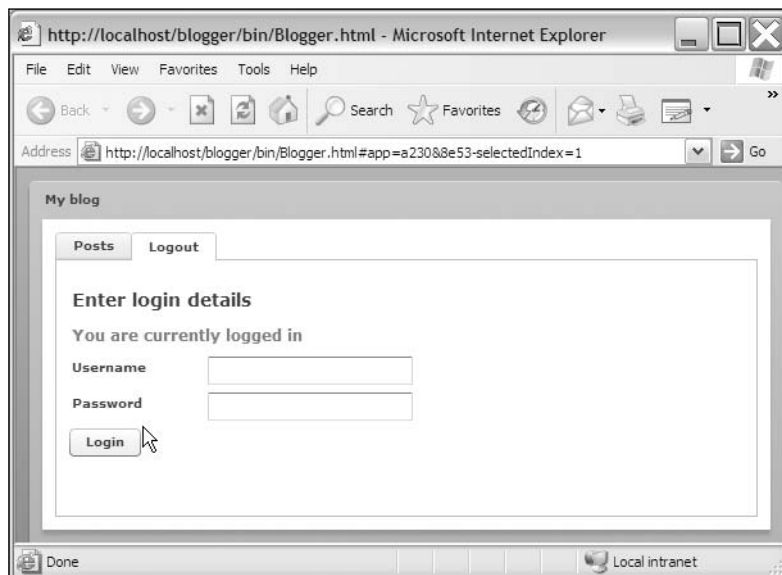 http://localhost/blogger/bin/Blogger.html - Microsoft Internet Explorer
File Edit View Favorites Tools Help
Back Search Favorites »
Address http://localhost/blogger/bin/Blogger.html#app=a230&8e53-selectedIndex=1 Go
My blog
Posts Logout
Enter login details
You are currently logged in
Username
Password
Login
Done Local intranet